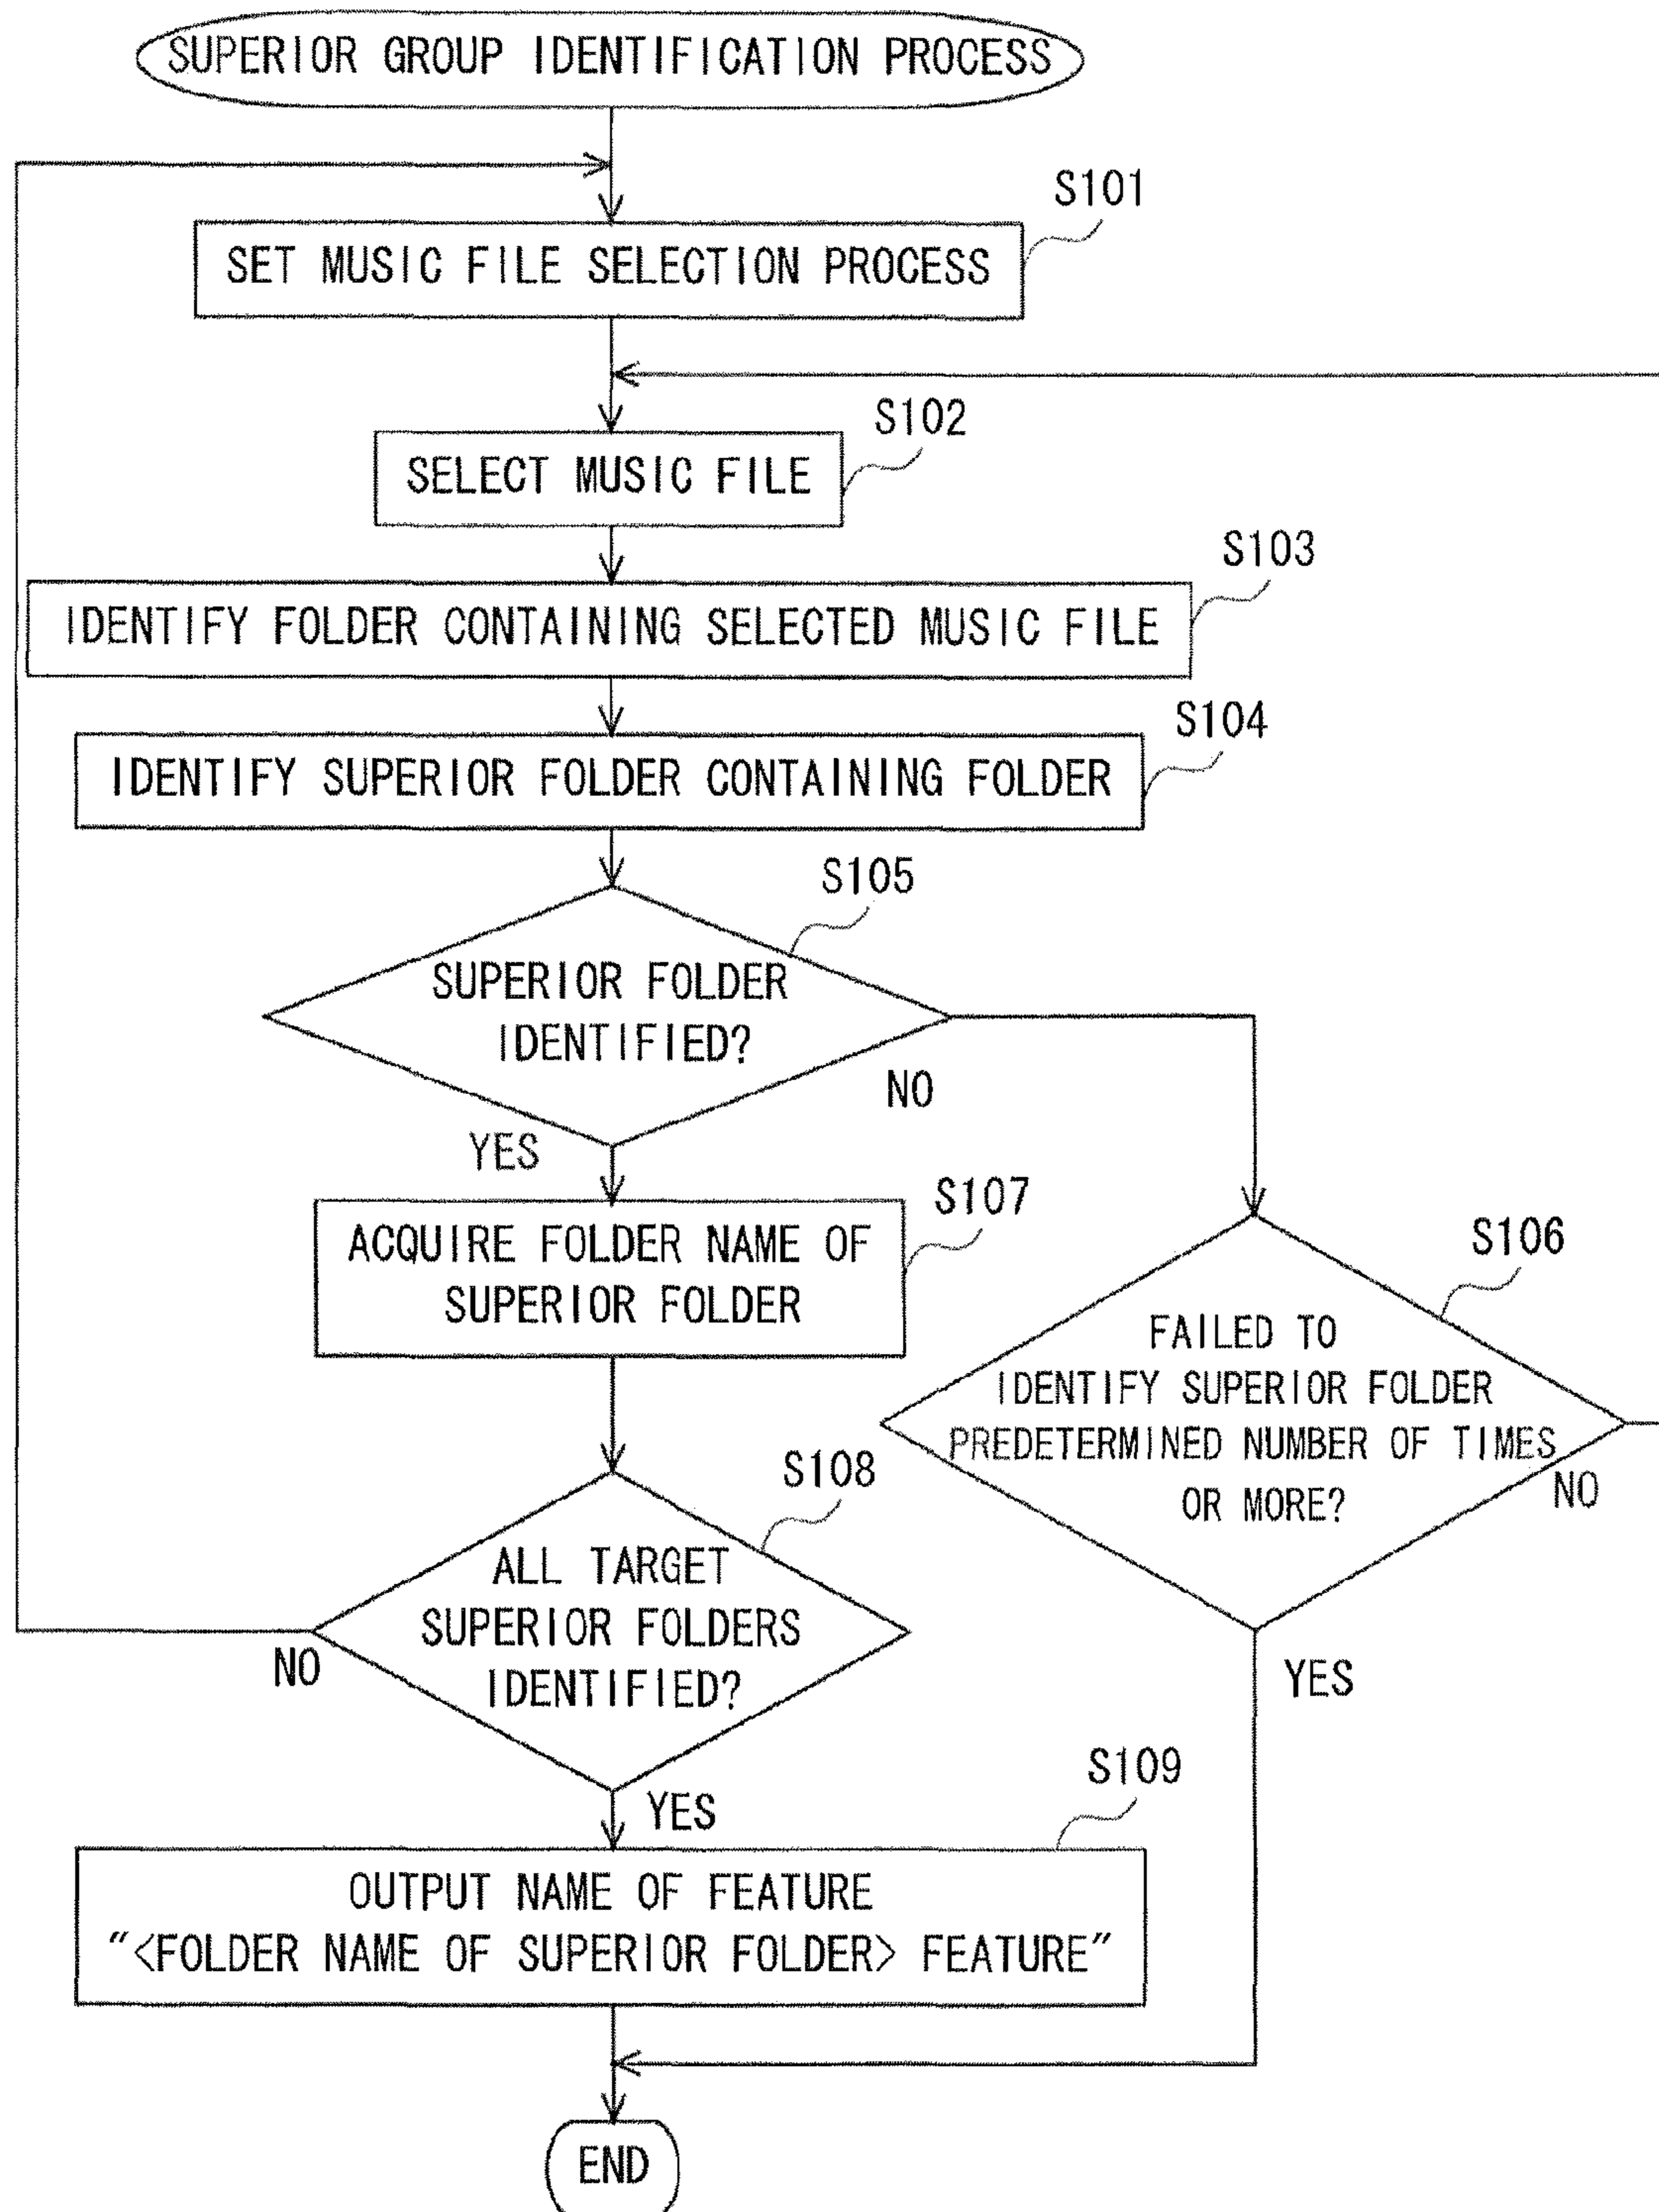 SUPERIOR GROUP IDENTIFICATION PROCESS
S101
SET MUSIC FILE SELECTION PROCESS
S102
SELECT MUSIC FILE
S103
IDENTIFY FOLDER CONTAINING SELECTED MUSIC FILE
S104
IDENTIFY SUPERIOR FOLDER CONTAINING FOLDER
S105
SUPERIOR FOLDER
IDENTIFIED?
NO
YES
S107
ACQUIRE FOLDER NAME OF
SUPERIOR FOLDER
S106
FAILED TO
IDENTIFY SUPERIOR FOLDER
PREDETERMINED NUMBER OF TIMES
OR MORE?
NO
YES
S108
ALL TARGET
SUPERIOR FOLDERS
IDENTIFIED?
NO
YES
S109
OUTPUT NAME OF FEATURE
"<FOLDER NAME OF SUPERIOR FOLDER> FEATURE"
END